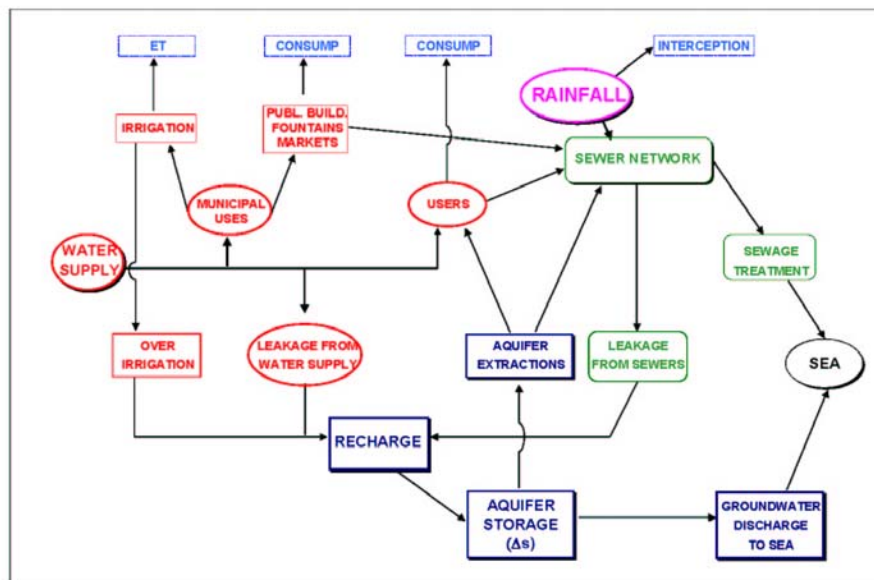 ET
CONSUMP
CONSUMP
INTERCEPTION
RAINFALL
IRRIGATION
PUBL. BUILD.
FOUNTAINS
MARKETS
SEWER NETWORK
MUNICIPAL
USES
USERS
WATER
SUPPLY
SEWAGE
TREATMENT
OVER
IRRIGATION
LEAKAGE FROM
WATER SUPPLY
AQUIFER
EXTRACTIONS
LEAKAGE
FROM SEWERS
SEA
RECHARGE
AQUIFER
STORAGE
(Δs)
GROUNDWATER
DISCHARGE
TO SEA